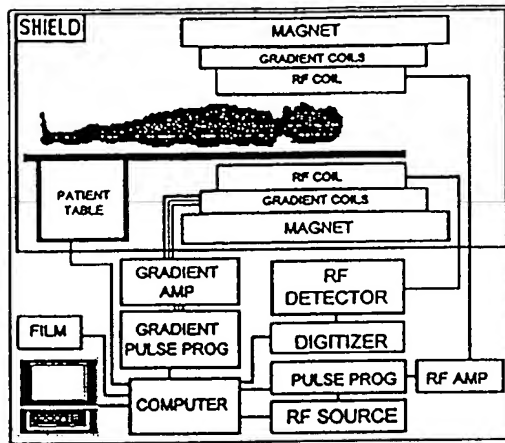 SHIELD
MAGNET
GRADIENT COILS
RF COIL
RF COIL
GRADIENT COILS
MAGNET
PATIENT
TABLE
GRADIENT
AMP
RF
DETECTOR
FILM
GRADIENT
PULSE PROG
DIGITIZER
PULSE PROG
RF AMP
COMPUTER
RF SOURCE